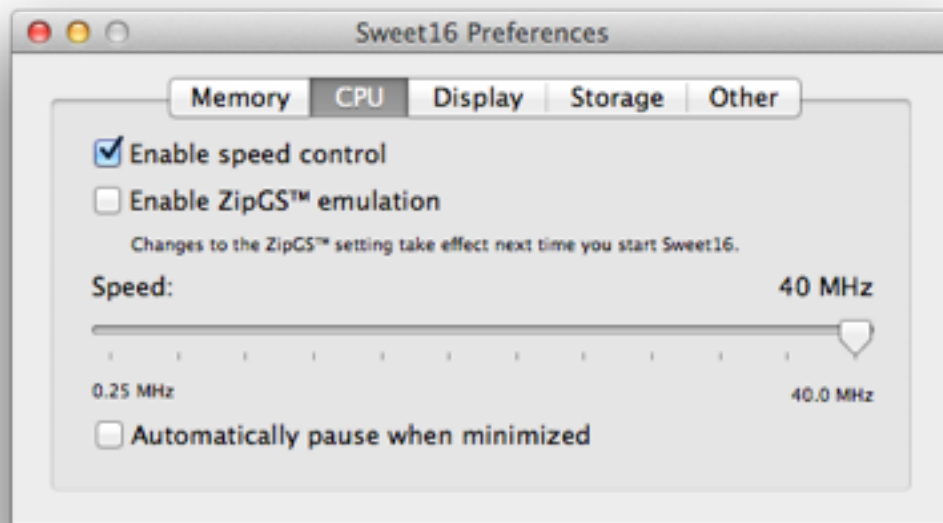 Sweet16 Preferences
Memory CPU Display Storage Other
Enable speed control
Enable ZipGS™ emulation
Changes to the ZipGS™ setting take effect next time you start Sweet16.
Speed: 40 MHz
0.25 MHz 40.0 MHz
Automatically pause when minimized